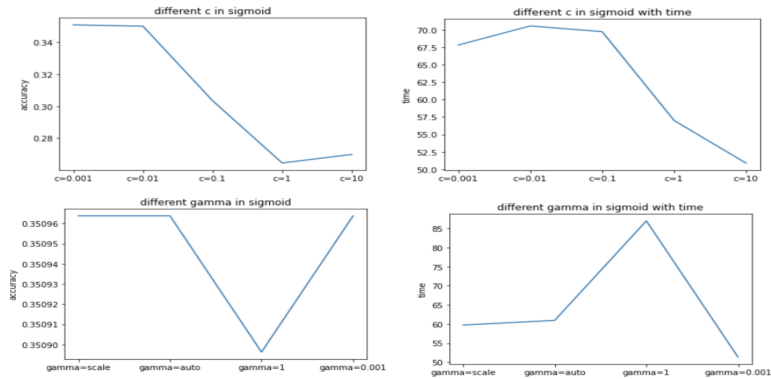 different c in sigmoid
accuracy
0.34
0.32
0.30
0.28
c=0.001 c=0.01 c=0.1 c=1 c=10
different c in sigmoid with time
time
70.0
67.5
65.0
62.5
60.0
57.5
55.0
52.5
50.0
c=0.001 c=0.01 c=0.1 c=1 c=10
different gamma in sigmoid
accuracy
0.35096
0.35095
0.35094
0.35093
0.35092
0.35091
0.35090
gamma=scale gamma=auto gamma=1 gamma=0.001
different gamma in sigmoid with time
time
85
80
75
70
65
60
55
50
gamma=scale gamma=auto gamma=1 gamma=0.001